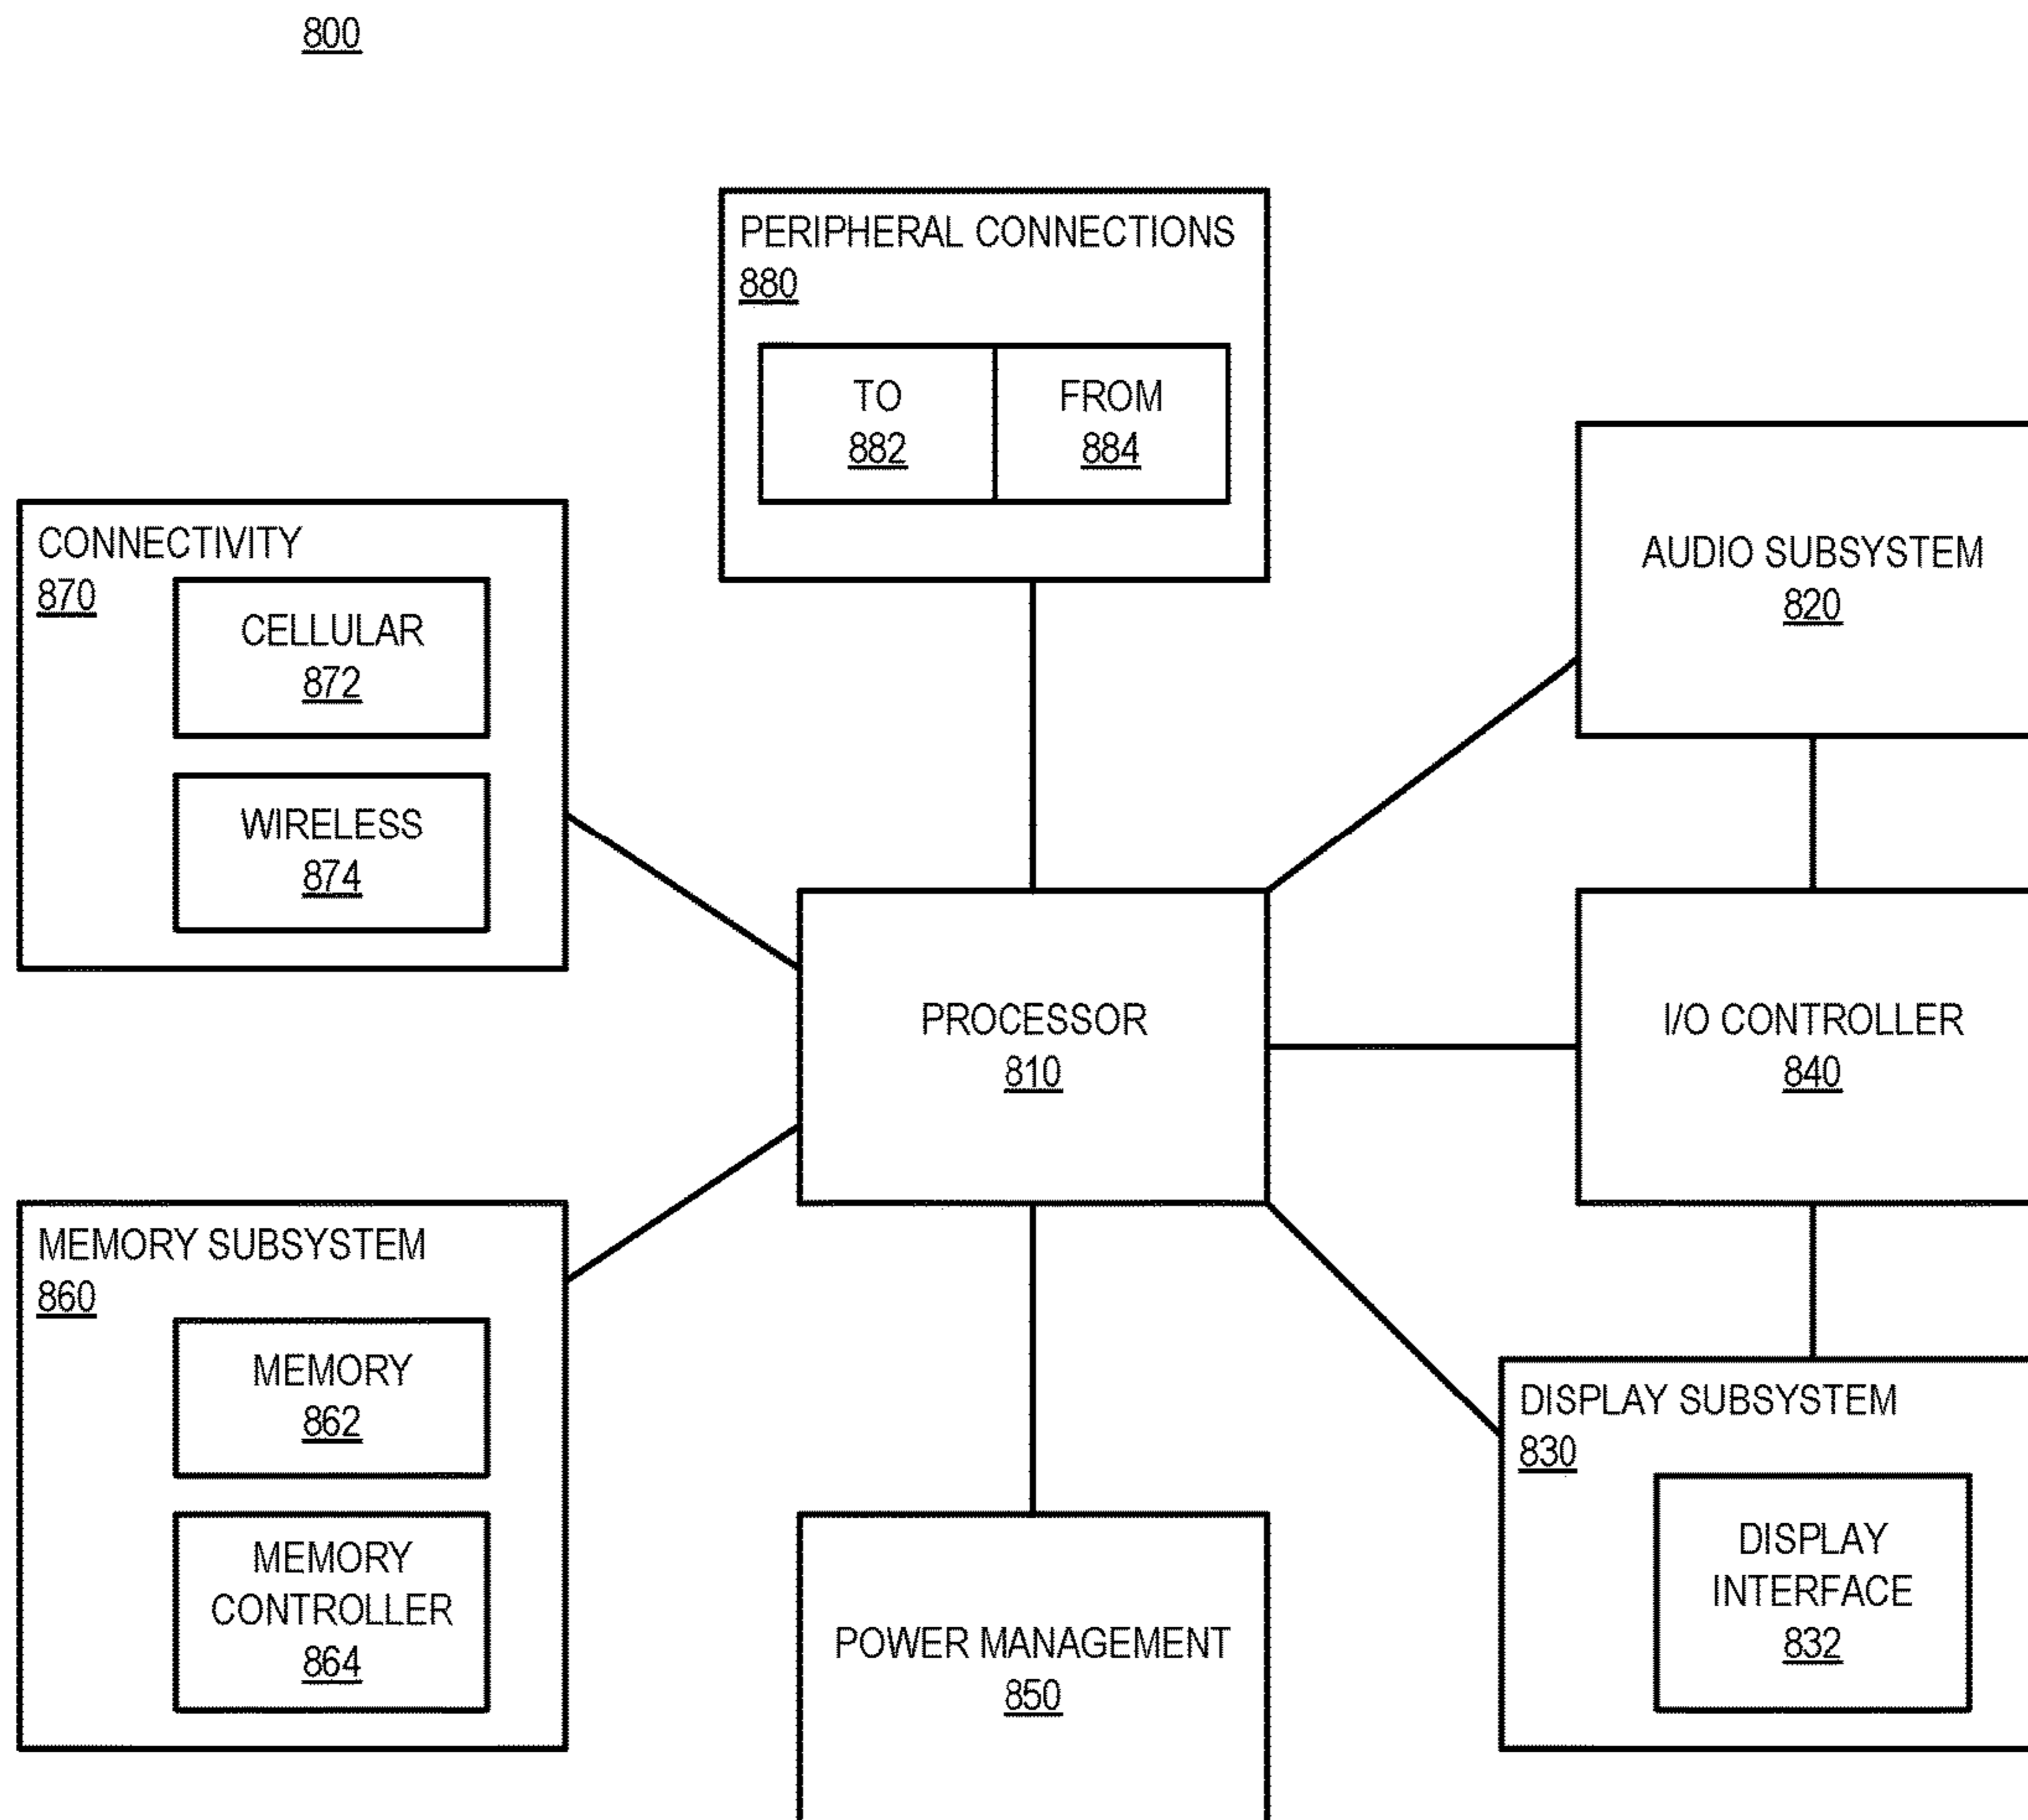 800
PERIPHERAL CONNECTIONS
880
TO
882
FROM
884
CONNECTIVITY
870
CELLULAR
872
WIRELESS
874
AUDIO SUBSYSTEM
820
PROCESSOR
810
I/O CONTROLLER
840
MEMORY SUBSYSTEM
860
MEMORY
862
MEMORY
CONTROLLER
864
POWER MANAGEMENT
850
DISPLAY SUBSYSTEM
830
DISPLAY
INTERFACE
832